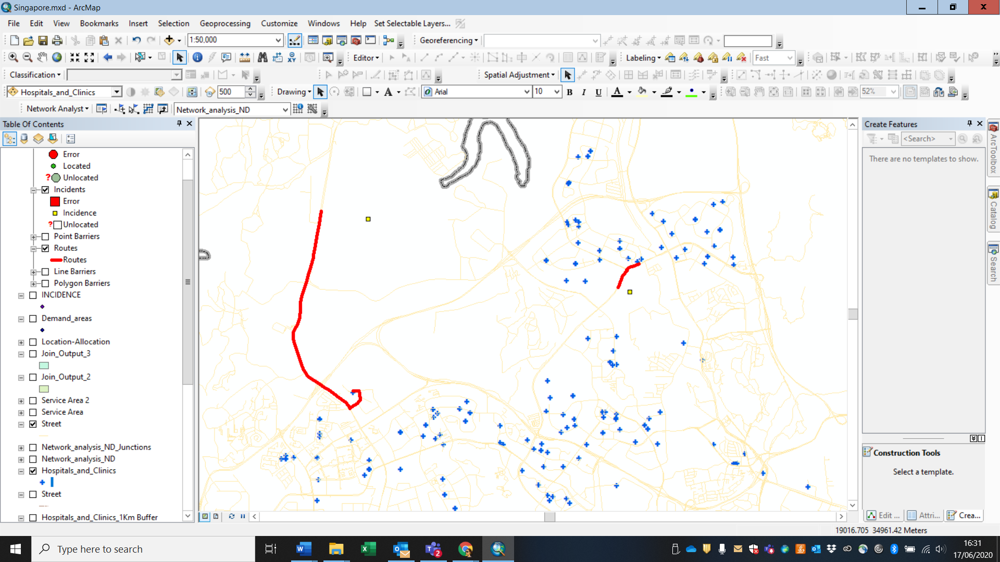 Singapore.mxd - ArcMap
File Edit View Bookmarks Insert Selection Geoprocessing Customize Windows Help Set Selectable Layers...
1:50,000 Georeferencing
Editor Labeling Fast
Classification Spatial Adjustment
Hospitals_and_Clinics 500 Drawing A Arial 10 B I U A 52%
Network Analyst Network_analysis_ND
Table Of Contents
Error
Located
? Unlocated
Incidents
Error
Incidence
? Unlocated
Point Barriers
Routes
Routes
Line Barriers
Polygon Barriers
INCIDENCE
Demand_areas
Location-Allocation
Join_Output_3
Join_Output_2
Service Area 2
Service Area
Street
Network_analysis_ND_Junctions
Network_analysis_ND
Hospitals_and_Clinics
Street
Hospitals_and_Clinics_1Km Buffer
Create Features
<Search>
There are no templates to show.
Construction Tools
Select a template.
Edit ... Attri... Crea...
ArcToolbox
Catalog
Search
19016.705 34961.42 Meters
Type here to search
2
16:31
17/06/2020